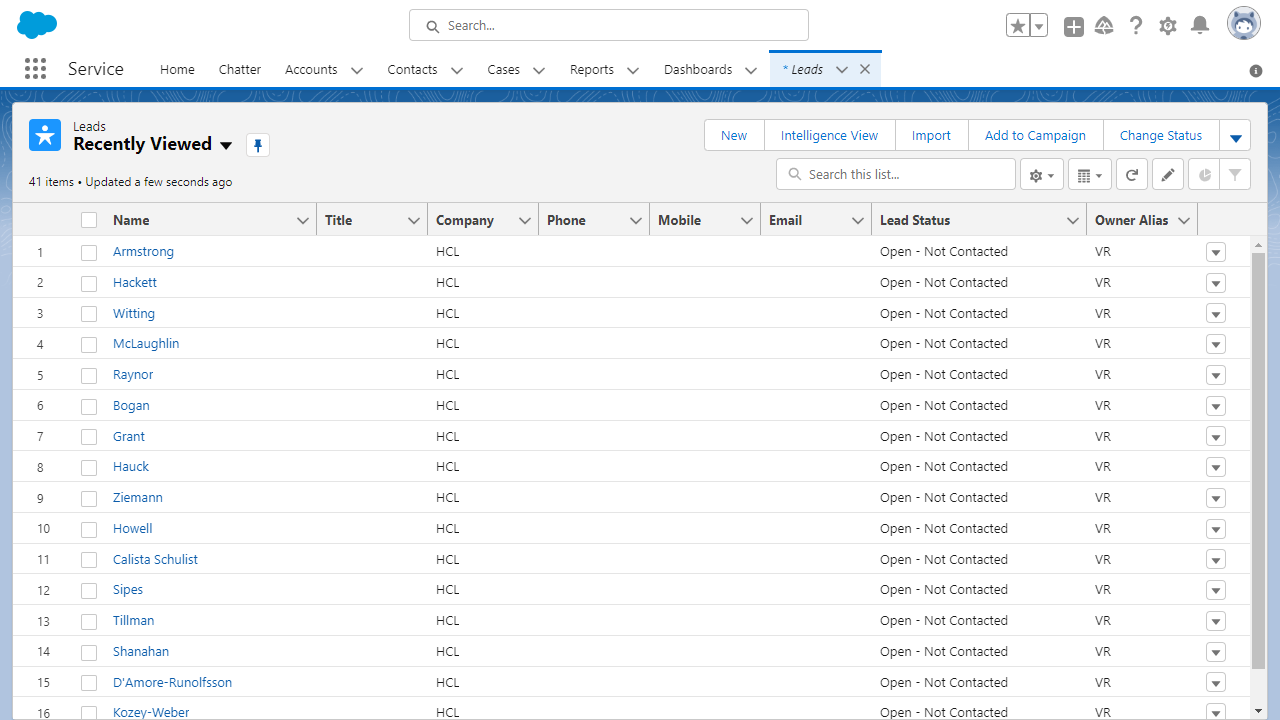 Search...
Service Home Chatter Accounts Contacts Cases Reports Dashboards * Leads
Leads
Recently Viewed
New Intelligence View Import Add to Campaign Change Status
41 items • Updated a few seconds ago
Search this list...
Name Title Company Phone Mobile Email Lead Status Owner Alias
1 Armstrong HCL Open - Not Contacted VR
2 Hackett HCL Open - Not Contacted VR
3 Witting HCL Open - Not Contacted VR
4 McLaughlin HCL Open - Not Contacted VR
5 Raynor HCL Open - Not Contacted VR
6 Bogan HCL Open - Not Contacted VR
7 Grant HCL Open - Not Contacted VR
8 Hauck HCL Open - Not Contacted VR
9 Ziemann HCL Open - Not Contacted VR
10 Howell HCL Open - Not Contacted VR
11 Calista Schulist HCL Open - Not Contacted VR
12 Sipes HCL Open - Not Contacted VR
13 Tillman HCL Open - Not Contacted VR
14 Shanahan HCL Open - Not Contacted VR
15 D'Amore-Runolfsson HCL Open - Not Contacted VR
16 Kozey-Weber HCL Open - Not Contacted VR